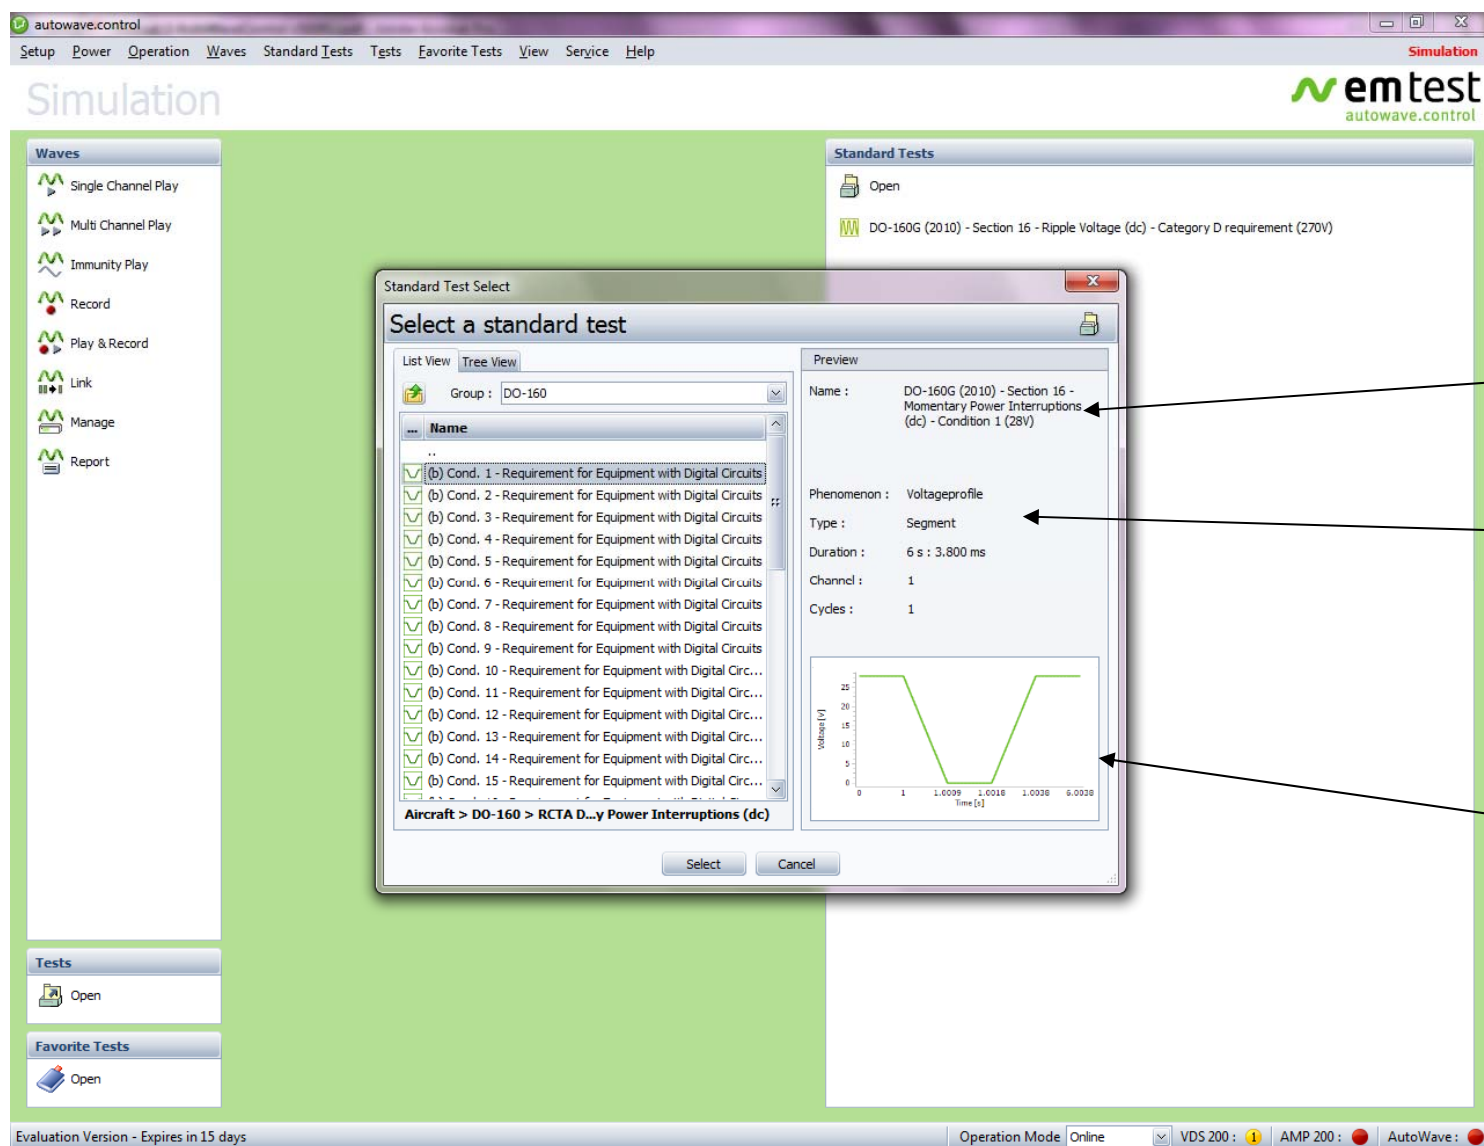 autowave.control
Setup Power Operation Waves Standard Tests Tests Favorite Tests View Service Help
Simulation
Simulation
emtest
autowave.control
Waves
Single Channel Play
Multi Channel Play
Immunity Play
Record
Play & Record
Link
Manage
Report
Tests
Open
Favorite Tests
Open
Standard Tests
Open
DO-160G (2010) - Section 16 - Ripple Voltage (dc) - Category D requirement (270V)
Standard Test Select
Select a standard test
List View Tree View
Group : DO-160
... Name
..
(b) Cond. 1 - Requirement for Equipment with Digital Circuits
(b) Cond. 2 - Requirement for Equipment with Digital Circuits
(b) Cond. 3 - Requirement for Equipment with Digital Circuits
(b) Cond. 4 - Requirement for Equipment with Digital Circuits
(b) Cond. 5 - Requirement for Equipment with Digital Circuits
(b) Cond. 6 - Requirement for Equipment with Digital Circuits
(b) Cond. 7 - Requirement for Equipment with Digital Circuits
(b) Cond. 8 - Requirement for Equipment with Digital Circuits
(b) Cond. 9 - Requirement for Equipment with Digital Circuits
(b) Cond. 10 - Requirement for Equipment with Digital Circ...
(b) Cond. 11 - Requirement for Equipment with Digital Circ...
(b) Cond. 12 - Requirement for Equipment with Digital Circ...
(b) Cond. 13 - Requirement for Equipment with Digital Circ...
(b) Cond. 14 - Requirement for Equipment with Digital Circ...
(b) Cond. 15 - Requirement for Equipment with Digital Circ...
Aircraft > DO-160 > RCTA D...y Power Interruptions (dc)
Preview
Name : DO-160G (2010) - Section 16 -
Momentary Power Interruptions
(dc) - Condition 1 (28V)
Phenomenon : Voltageprofile
Type : Segment
Duration : 6 s : 3.800 ms
Channel : 1
Cycles : 1
Voltage [V]
25
20
15
10
5
0
0 1 1.0009 1.0018 1.0038 6.0038
Time [s]
Select Cancel
Evaluation Version - Expires in 15 days
Operation Mode Online VDS 200 : 1 AMP 200 : AutoWave :